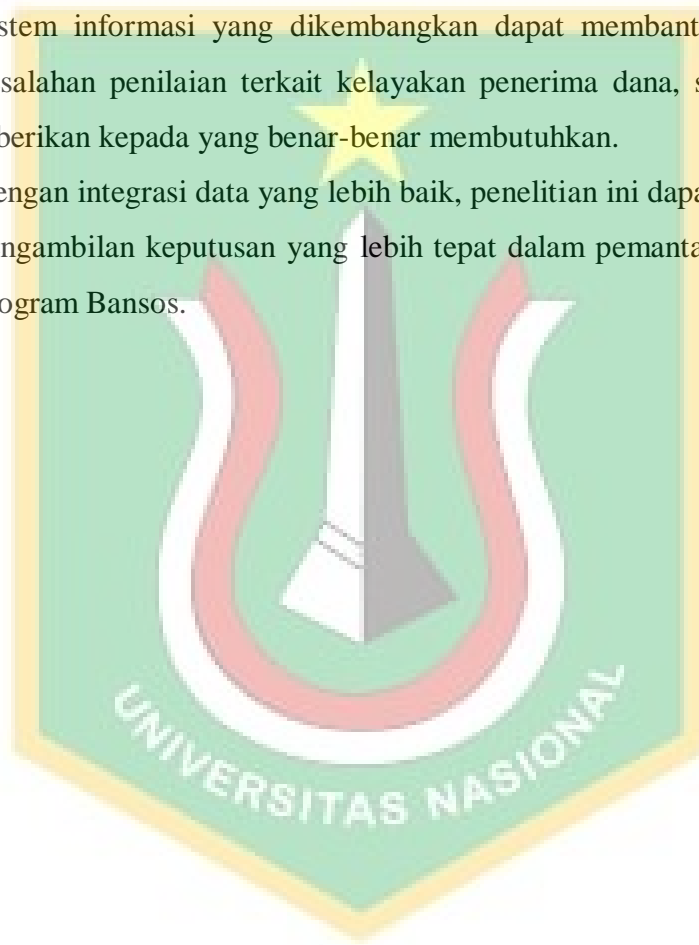 stem informasi yang dikembangkan dapat membant
salahan penilaian terkait kelayakan penerima dana, s
berikan kepada yang benar-benar membutuhkan.
engan integrasi data yang lebih baik, penelitian ini dapa
ngambilan keputusan yang lebih tepat dalam pemanta
ogram Bansos.
UNIVERSITAS NASIONAL